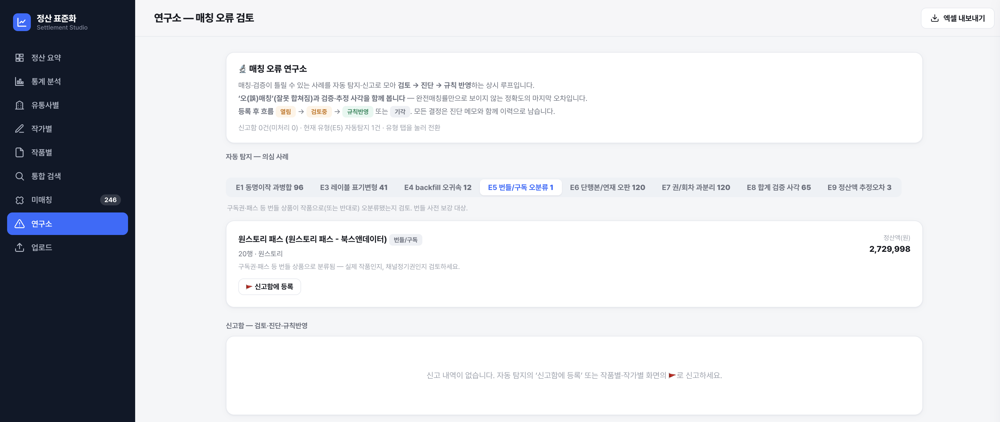 정산 표준화
Settlement Studio
정산 요약
통계 분석
유통사별
작가별
작품별
통합 검색
미매칭 246
연구소
업로드
연구소 — 매칭 오류 검토
엑셀 내보내기
🔬 매칭 오류 연구소
매칭·검증이 틀릴 수 있는 사례를 자동 탐지·신고로 모아 검토 → 진단 → 규칙 반영하는 상시 루프입니다.
‘오(誤)매칭’(잘못 합쳐짐)과 검증·추정 사각을 함께 봅니다 — 완전매칭률만으로 보이지 않는 정확도의 마지막 오차입니다.
등록 후 흐름 열림 → 검토중 → 규칙반영 또는 기각. 모든 결정은 진단 메모와 함께 이력으로 남습니다.
신고함 0건(미처리 0) · 현재 유형(E5) 자동탐지 1건 · 유형 탭을 눌러 전환
자동 탐지 — 의심 사례
E1 동명이작 과병합 96 E3 레이블 표기변형 41 E4 backfill 오귀속 12 E5 번들/구독 오분류 1 E6 단행본/연재 오판 120 E7 권/회차 과분리 120 E8 합계 검증 사각 65 E9 정산액 추정오차 3
구독권·패스 등 번들 상품이 작품으로(또는 반대로) 오분류됐는지 검토. 번들 사전 보강 대상.
원스토리 패스 (원스토리 패스 - 북스앤데이터) 번들/구독
정산액(원)
2,729,998
20행 · 원스토리
구독권·패스 등 번들 상품으로 분류됨 — 실제 작품인지, 채널정기권인지 검토하세요.
🚩 신고함에 등록
신고함 — 검토·진단·규칙반영
신고 내역이 없습니다. 자동 탐지의 ‘신고함에 등록’ 또는 작품별·작가별 화면의 🚩로 신고하세요.